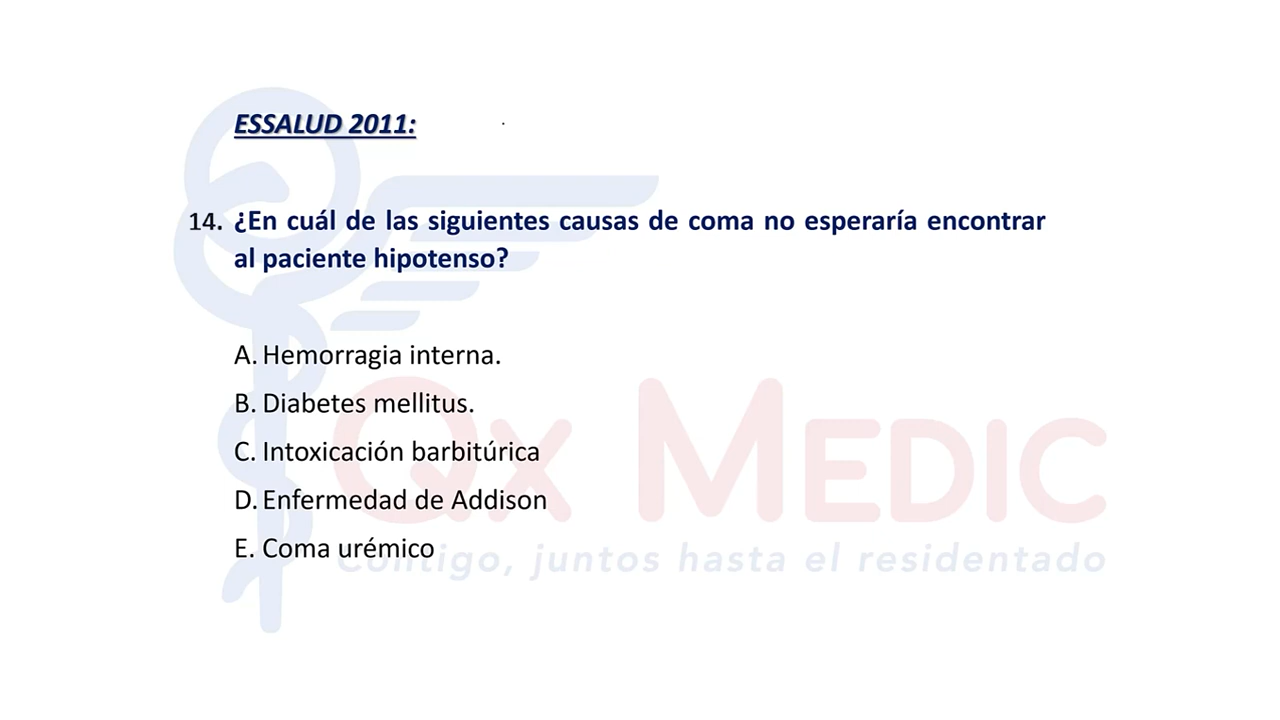 ESSALUD 2011:
14. ¿En cuál de las siguientes causas de coma no esperaría encontrar
al paciente hipotenso?
A. Hemorragia interna.
B. Diabetes mellitus.
C. Intoxicación barbitúrica
D. Enfermedad de Addison
E. Coma urémico
QX MEDIC
Contigo, juntos hasta el residentado